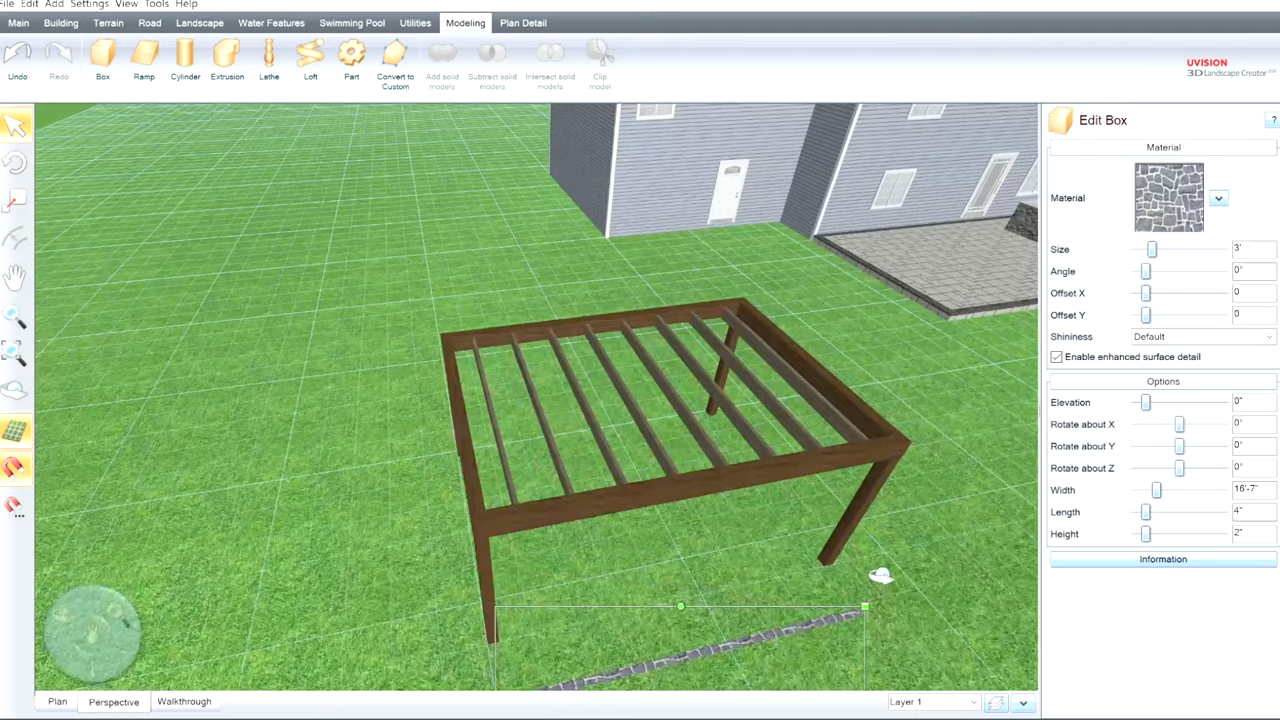 File Edit Add Settings View Tools Help
Main Building Terrain Road Landscape Water Features Swimming Pool Utilities Modeling Plan Detail
Undo Redo Box Ramp Cylinder Extrusion Lathe Loft Part Convert to Custom Add solid models Subtract solid models Intersect solid models Clip model
UVISION
3D Landscape Creator
Edit Box
?
Material
Material
Size 3'
Angle 0°
Offset X 0
Offset Y 0
Shininess Default
Enable enhanced surface detail
Options
Elevation 0"
Rotate about X 0°
Rotate about Y 0°
Rotate about Z 0°
Width 16'-7"
Length 4"
Height 2"
Information
Plan Perspective Walkthrough
Layer 1